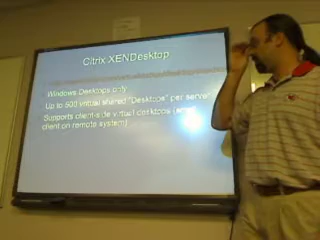 Citrix XENDesktop
Windows Desktops only
Up to 500 virtual shared "Desktops" per server
Supports client-side virtual desktops (
client on remote system)